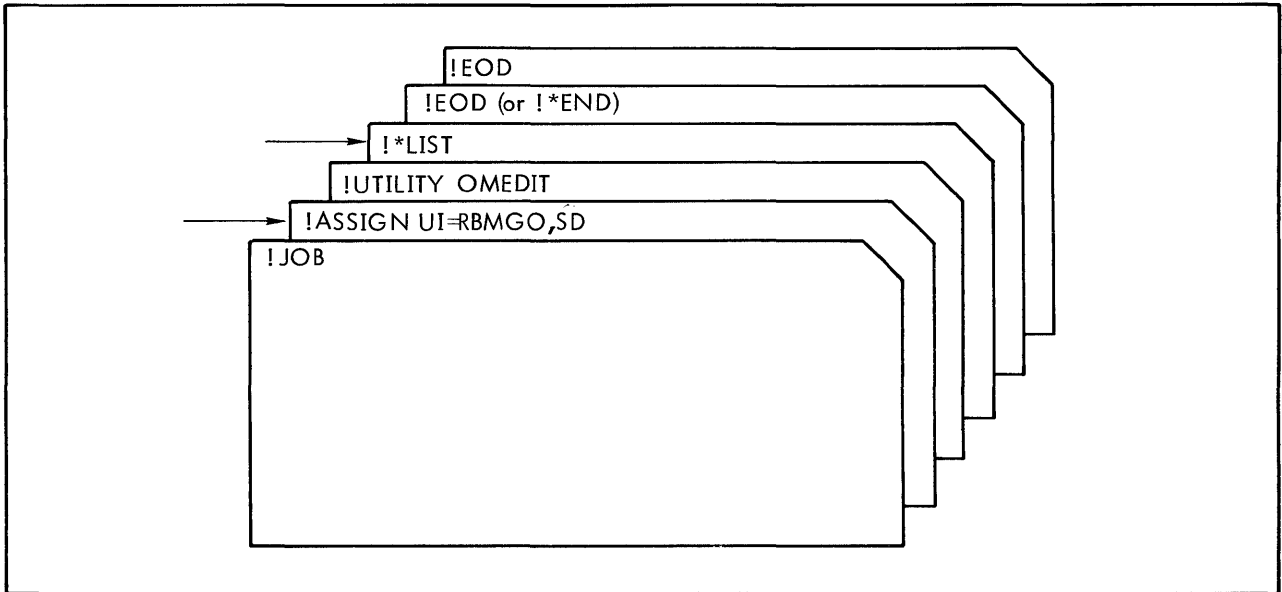 !EOD
!EOD (or !*END)
!*LIST
!UTILITY OMEDIT
!ASSIGN UI=RBMGO,SD
!JOB